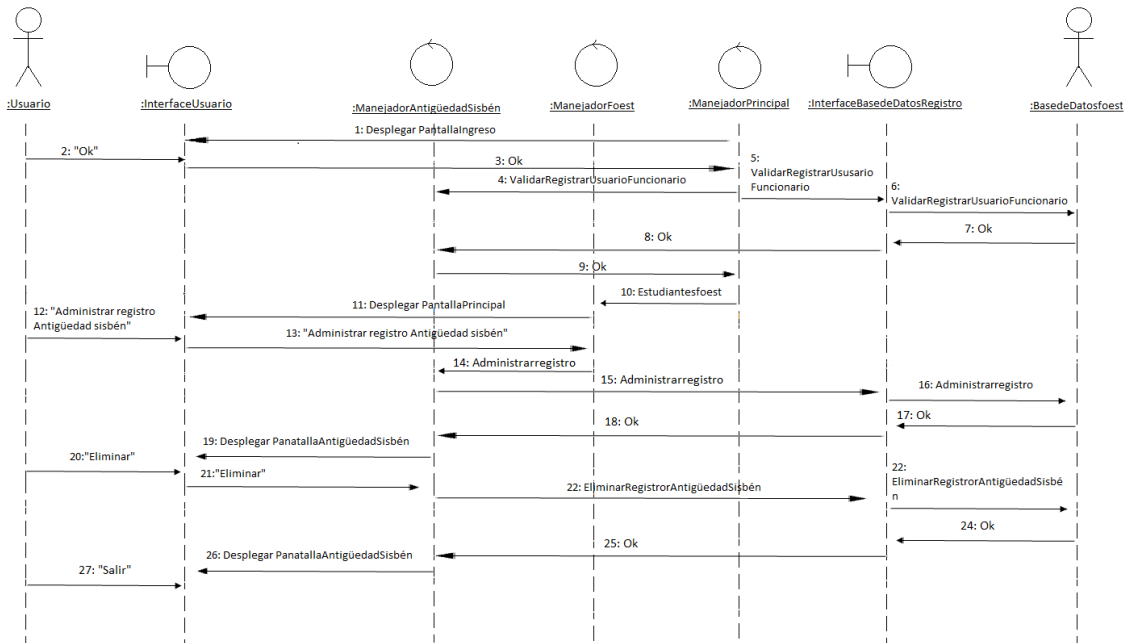 :Usuario
:InterfaceUsuario
:ManejadorAntigüedadSisbén
:ManejadorFoest
:ManejadorPrincipal
:InterfaceBasedeDatosRegistro
:BasedeDatosfoest
1: Desplegar PantallaIngreso
2: "Ok"
3: Ok
4: ValidarRegistrarUsuarioFuncionario
5:
ValidarRegistrarUsusario
Funcionario
6:
ValidarRegistrarUsuarioFuncionario
7: Ok
8: Ok
9: Ok
10: Estudiantesfoest
11: Desplegar PantallaPrincipal
12: "Administrar registro
Antigüedad sisbén"
13: "Administrar registro Antigüedad sisbén"
14: Administrarregistro
15: Administrarregistro
16: Administrarregistro
17: Ok
18: Ok
19: Desplegar PanatallaAntigüedadSisbén
20:"Eliminar"
21:"Eliminar"
22: EliminarRegistrorAntigüedadSisbén
22:
EliminarRegistrorAntigüedadSisbé
n
24: Ok
25: Ok
26: Desplegar PanatallaAntigüedadSisbén
27: "Salir"